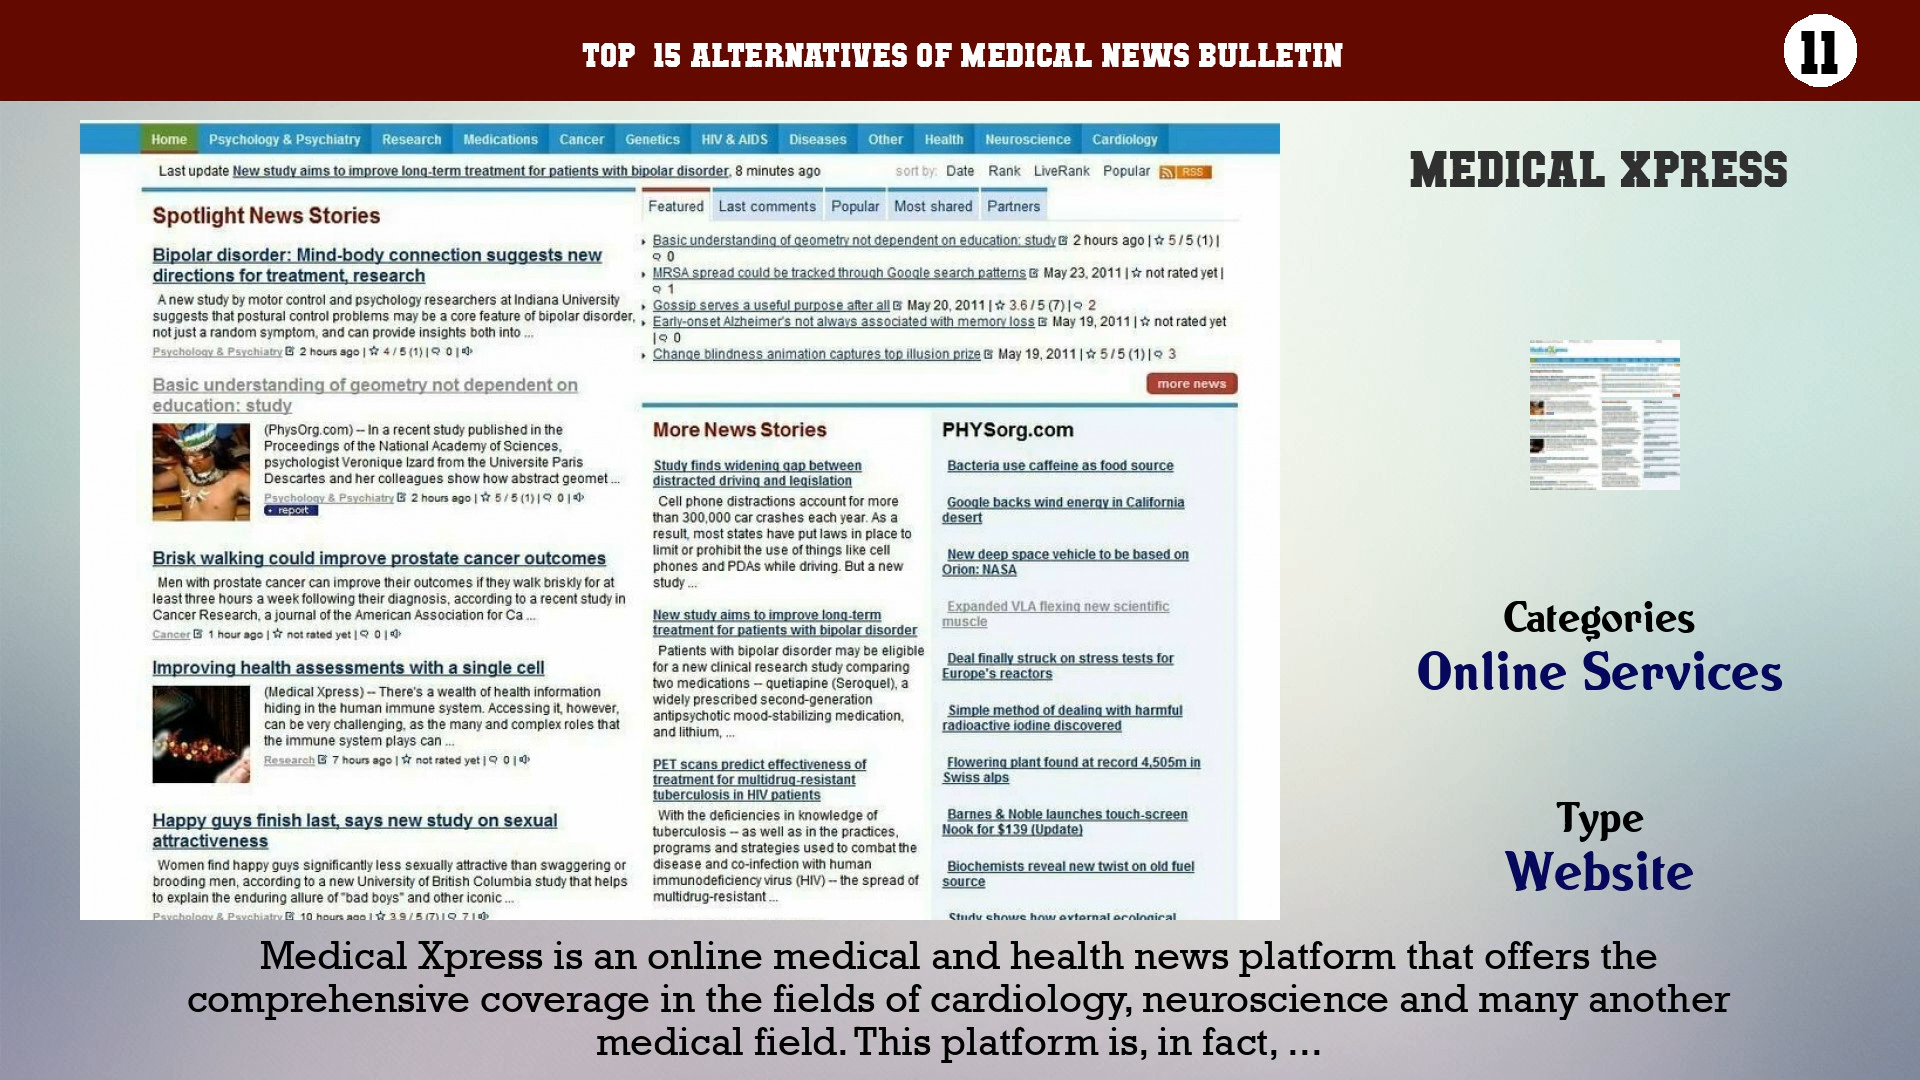 TOP 15 ALTERNATIVES OF MEDICAL NEWS BULLETIN
11
Home Psychology & Psychiatry Research Medications Cancer Genetics HIV & AIDS Diseases Other Health Neuroscience Cardiology
Last update New study aims to improve long-term treatment for patients with bipolar disorder, 8 minutes ago
sort by: Date Rank LiveRank Popular RSS
Spotlight News Stories
Bipolar disorder: Mind-body connection suggests new
directions for treatment, research
A new study by motor control and psychology researchers at Indiana University
suggests that postural control problems may be a core feature of bipolar disorder,
not just a random symptom, and can provide insights both into ...
Psychology & Psychiatry 2 hours ago | 4 / 5 (1) | 0 |
Basic understanding of geometry not dependent on
education: study
(PhysOrg.com) -- In a recent study published in the
Proceedings of the National Academy of Sciences,
psychologist Veronique Izard from the Universite Paris
Descartes and her colleagues show how abstract geomet ...
Psychology & Psychiatry 2 hours ago | 5 / 5 (1) | 0 |
report
Brisk walking could improve prostate cancer outcomes
Men with prostate cancer can improve their outcomes if they walk briskly for at
least three hours a week following their diagnosis, according to a recent study in
Cancer Research, a journal of the American Association for Ca ...
Cancer 1 hour ago | not rated yet | 0 |
Improving health assessments with a single cell
(Medical Xpress) -- There's a wealth of health information
hiding in the human immune system. Accessing it, however,
can be very challenging, as the many and complex roles that
the immune system plays can ...
Research 7 hours ago | not rated yet | 0 |
Happy guys finish last, says new study on sexual
attractiveness
Women find happy guys significantly less sexually attractive than swaggering or
brooding men, according to a new University of British Columbia study that helps
to explain the enduring allure of "bad boys" and other iconic ...
Psychology & Psychiatry 10 hours ago | 3.9 / 5 (7) | 7 |
Featured Last comments Popular Most shared Partners
Basic understanding of geometry not dependent on education: study 2 hours ago | 5 / 5 (1) |
0
MRSA spread could be tracked through Google search patterns May 23, 2011 | not rated yet |
1
Gossip serves a useful purpose after all May 20, 2011 | 3.6 / 5 (7) | 2
Early-onset Alzheimer's not always associated with memory loss May 19, 2011 | not rated yet
| 0
Change blindness animation captures top illusion prize May 19, 2011 | 5 / 5 (1) | 3
more news
More News Stories
Study finds widening gap between
distracted driving and legislation
Cell phone distractions account for more
than 300,000 car crashes each year. As a
result, most states have put laws in place to
limit or prohibit the use of things like cell
phones and PDAs while driving. But a new
study ...
New study aims to improve long-term
treatment for patients with bipolar disorder
Patients with bipolar disorder may be eligible
for a new clinical research study comparing
two medications -- quetiapine (Seroquel), a
widely prescribed second-generation
antipsychotic mood-stabilizing medication,
and lithium, ...
PET scans predict effectiveness of
treatment for multidrug-resistant
tuberculosis in HIV patients
With the deficiencies in knowledge of
tuberculosis -- as well as in the practices,
programs and strategies used to combat the
disease and co-infection with human
immunodeficiency virus (HIV) -- the spread of
multidrug-resistant ...
PHYSorg.com
Bacteria use caffeine as food source
Google backs wind energy in California
desert
New deep space vehicle to be based on
Orion: NASA
Expanded VLA flexing new scientific
muscle
Deal finally struck on stress tests for
Europe's reactors
Simple method of dealing with harmful
radioactive iodine discovered
Flowering plant found at record 4,505m in
Swiss alps
Barnes & Noble launches touch-screen
Nook for $139 (Update)
Biochemists reveal new twist on old fuel
source
Study shows how external ecological
MEDICAL XPRESS
Categories
Online Services
Type
Website
Medical Xpress is an online medical and health news platform that offers the
comprehensive coverage in the fields of cardiology, neuroscience and many another
medical field. This platform is, in fact, ...